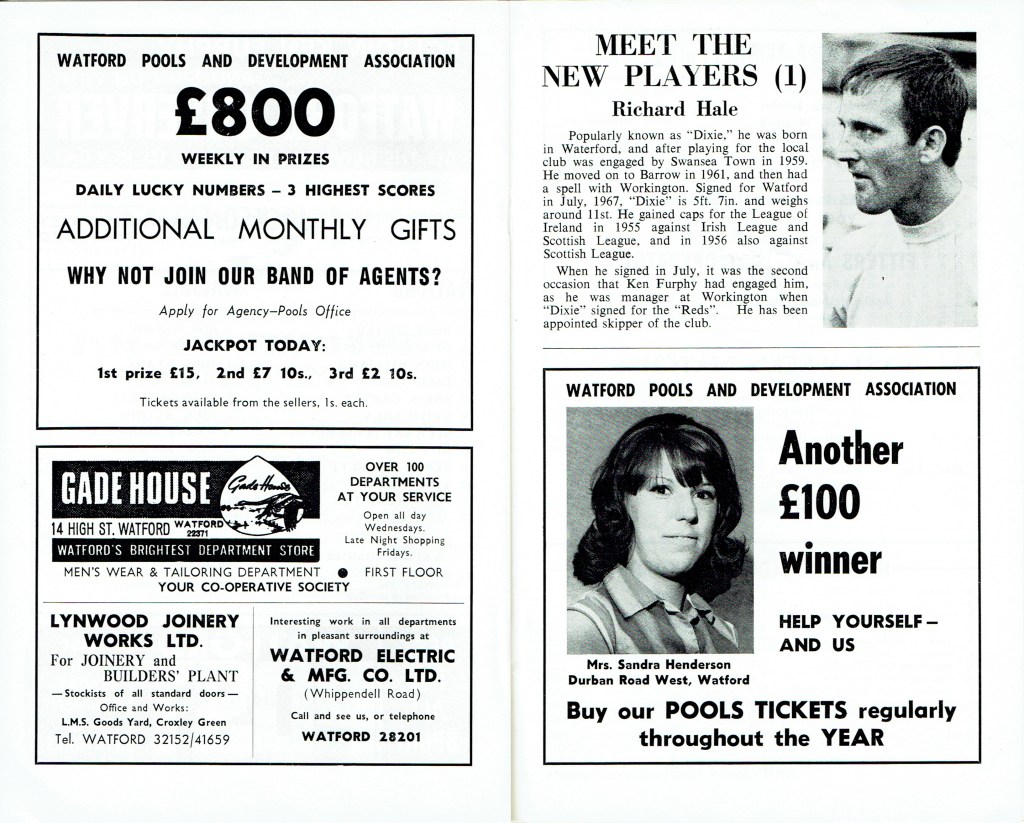 WATFORD POOLS AND DEVELOPMENT ASSOCIATION
£800
WEEKLY IN PRIZES
DAILY LUCKY NUMBERS – 3 HIGHEST SCORES
ADDITIONAL MONTHLY GIFTS
WHY NOT JOIN OUR BAND OF AGENTS?
Apply for Agency—Pools Office
JACKPOT TODAY:
1st prize £15, 2nd £7 10s., 3rd £2 10s.
Tickets available from the sellers, 1s. each.
GADE HOUSE
Gade House
14 HIGH ST. WATFORD WATFORD 22371
WATFORD'S BRIGHTEST DEPARTMENT STORE
OVER 100
DEPARTMENTS
AT YOUR SERVICE
Open all day
Wednesdays.
Late Night Shopping
Fridays.
MEN'S WEAR & TAILORING DEPARTMENT ● FIRST FLOOR
YOUR CO-OPERATIVE SOCIETY
LYNWOOD JOINERY
WORKS LTD.
For JOINERY and
BUILDERS' PLANT
—Stockists of all standard doors—
Office and Works:
L.M.S. Goods Yard, Croxley Green
Tel. WATFORD 32152/41659
Interesting work in all departments
in pleasant surroundings at
WATFORD ELECTRIC
& MFG. CO. LTD.
(Whippendell Road)
Call and see us, or telephone
WATFORD 28201
MEET THE
NEW PLAYERS (1)
Richard Hale
Popularly known as "Dixie," he was born
in Waterford, and after playing for the local
club was engaged by Swansea Town in 1959.
He moved on to Barrow in 1961, and then had
a spell with Workington. Signed for Watford
in July, 1967, "Dixie" is 5ft. 7in. and weighs
around 11st. He gained caps for the League of
Ireland in 1955 against Irish League and
Scottish League, and in 1956 also against
Scottish League.
When he signed in July, it was the second
occasion that Ken Furphy had engaged him,
as he was manager at Workington when
"Dixie" signed for the "Reds". He has been
appointed skipper of the club.
WATFORD POOLS AND DEVELOPMENT ASSOCIATION
Another
£100
winner
HELP YOURSELF–
AND US
Mrs. Sandra Henderson
Durban Road West, Watford
Buy our POOLS TICKETS regularly
throughout the YEAR